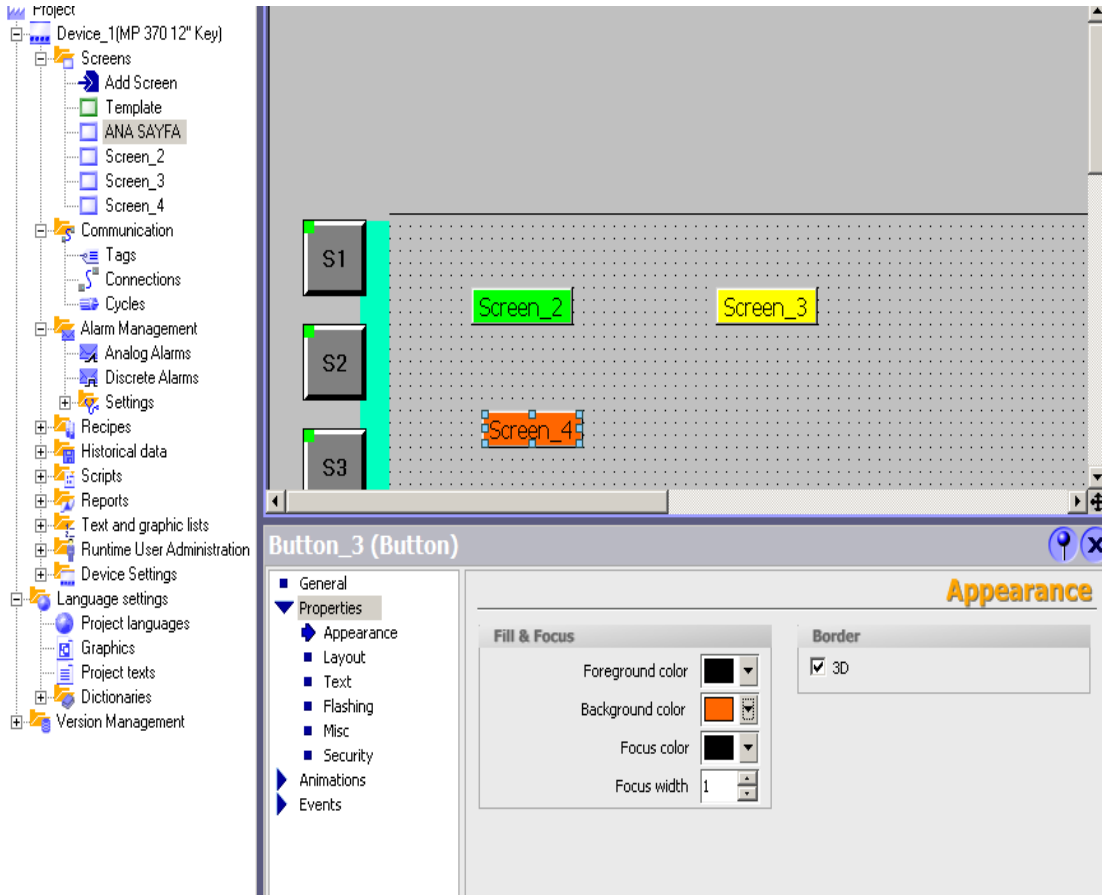 Project
Device_1(MP 370 12" Key)
Screens
Add Screen
Template
ANA SAYFA
Screen_2
Screen_3
Screen_4
Communication
Tags
Connections
Cycles
Alarm Management
Analog Alarms
Discrete Alarms
Settings
Recipes
Historical data
Scripts
Reports
Text and graphic lists
Runtime User Administration
Device Settings
Language settings
Project languages
Graphics
Project texts
Dictionaries
Version Management
S1
Screen_2
Screen_3
S2
Screen_4
S3
Button_3 (Button)
General
Properties
Appearance
Layout
Text
Flashing
Misc
Security
Animations
Events
Appearance
Fill & Focus
Foreground color
Background color
Focus color
Focus width 1
Border
3D